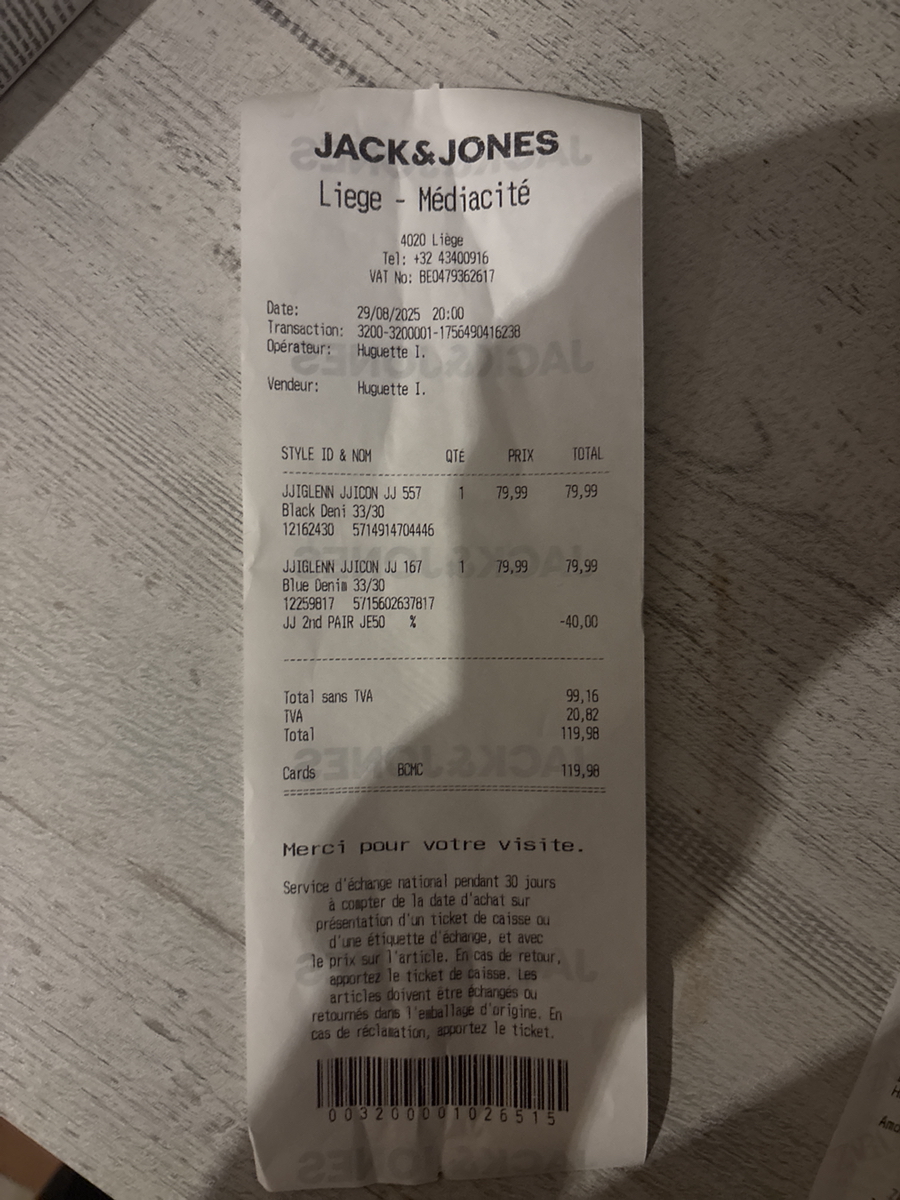 JACK&JONES
Liege - Médiacité
4020 Liège
Tel: +32 43400916
VAT No: BE0479362617
Date: 29/08/2025 20:00
Transaction: 3200-3200001-1756490416238
Opérateur: Huguette I.
Vendeur: Huguette I.
STYLE ID & NOM QTÉ PRIX TOTAL
JJIGLENN JJICON JJ 557 1 79,99 79,99
Black Deni 33/30
12162430 5714914704446
JJIGLENN JJICON JJ 167 1 79,99 79,99
Blue Denim 33/30
12259817 5715602637817
JJ 2nd PAIR JE50 % -40,00
Total sans TVA 99,16
TVA 20,82
Total 119,98
Cards BCMC 119,98
Merci pour votre visite.
Service d'échange national pendant 30 jours
à compter de la date d'achat sur
présentation d'un ticket de caisse ou
d'une étiquette d'échange, et avec
le prix sur l'article. En cas de retour,
apportez le ticket de caisse. Les
articles doivent être échangés ou
retournés dans l'emballage d'origine. En
cas de réclamation, apportez le ticket.
003200001026515